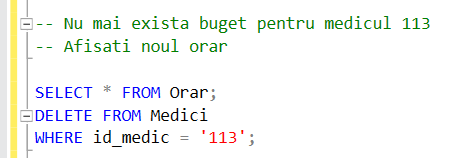 -- Nu mai exista buget pentru medicul 113
-- Afisati noul orar
SELECT * FROM Orar;
DELETE FROM Medici
WHERE id_medic = '113';